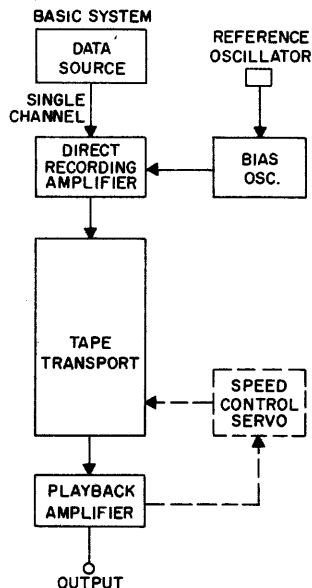 BASIC SYSTEM
DATA
SOURCE
REFERENCE
OSCILLATOR
SINGLE
CHANNEL
DIRECT
RECORDING
AMPLIFIER
BIAS
OSC.
TAPE
TRANSPORT
SPEED
CONTROL
SERVO
PLAYBACK
AMPLIFIER
OUTPUT